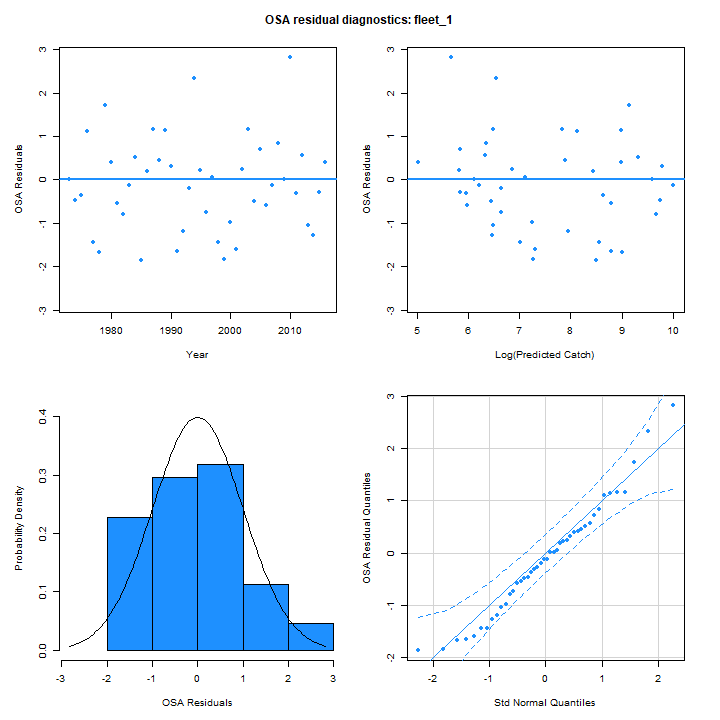 OSA residual diagnostics: fleet_1
OSA Residuals
3
2
1
0
-1
-2
-3
1980 1990 2000 2010
Year
OSA Residuals
3
2
1
0
-1
-2
-3
5 6 7 8 9 10
Log(Predicted Catch)
Probability Density
0.4
0.3
0.2
0.1
0.0
-3 -2 -1 0 1 2 3
OSA Residuals
OSA Residual Quantiles
3
2
1
0
-1
-2
-2 -1 0 1 2
Std Normal Quantiles